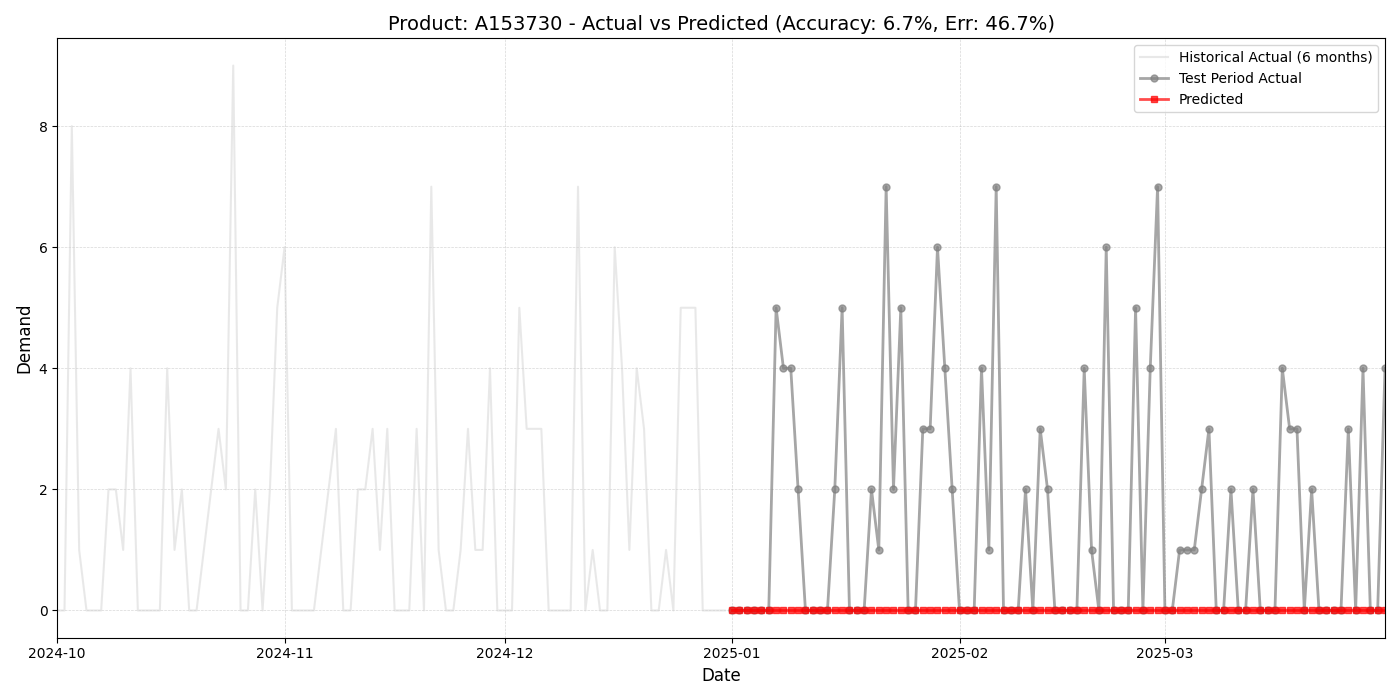 Product: A153730 - Actual vs Predicted (Accuracy: 6.7%, Err: 46.7%)
Historical Actual (6 months)
Test Period Actual
Predicted
Demand
8
6
4
2
0
2024-10
2024-11
2024-12
2025-01
2025-02
2025-03
Date